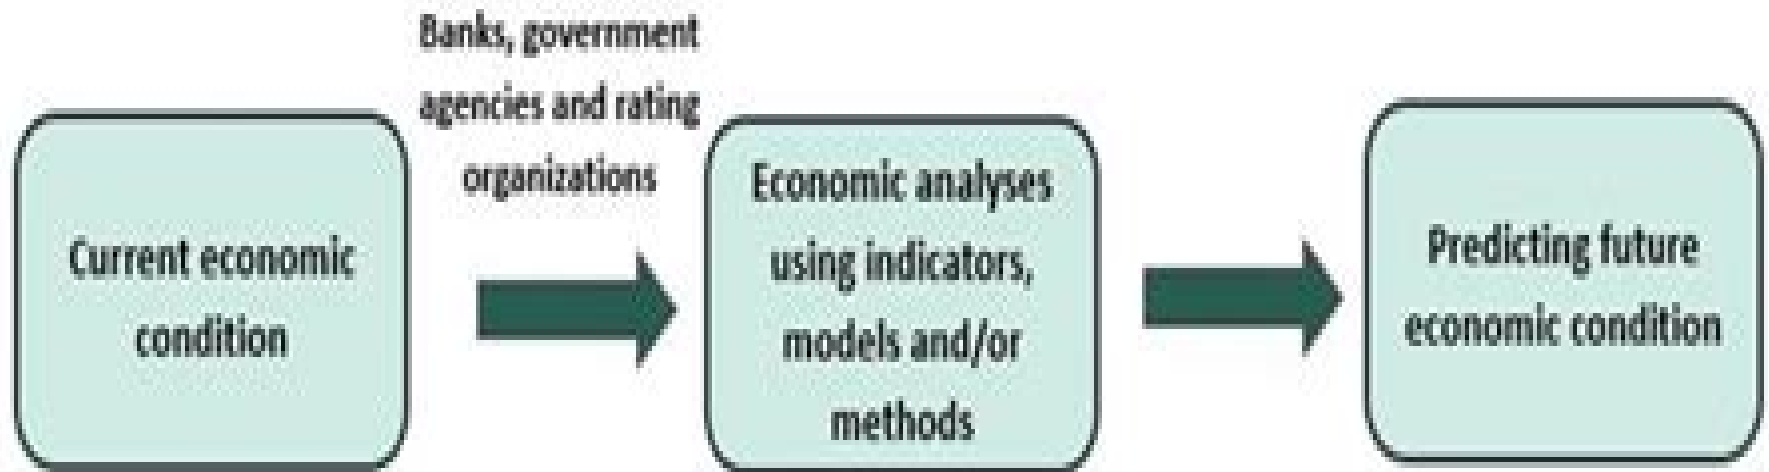 Current economic
condition
Banks, government
agencies and rating
organizations
Economic analyses
using indicators,
models and/or
methods
Predicting future
economic condition